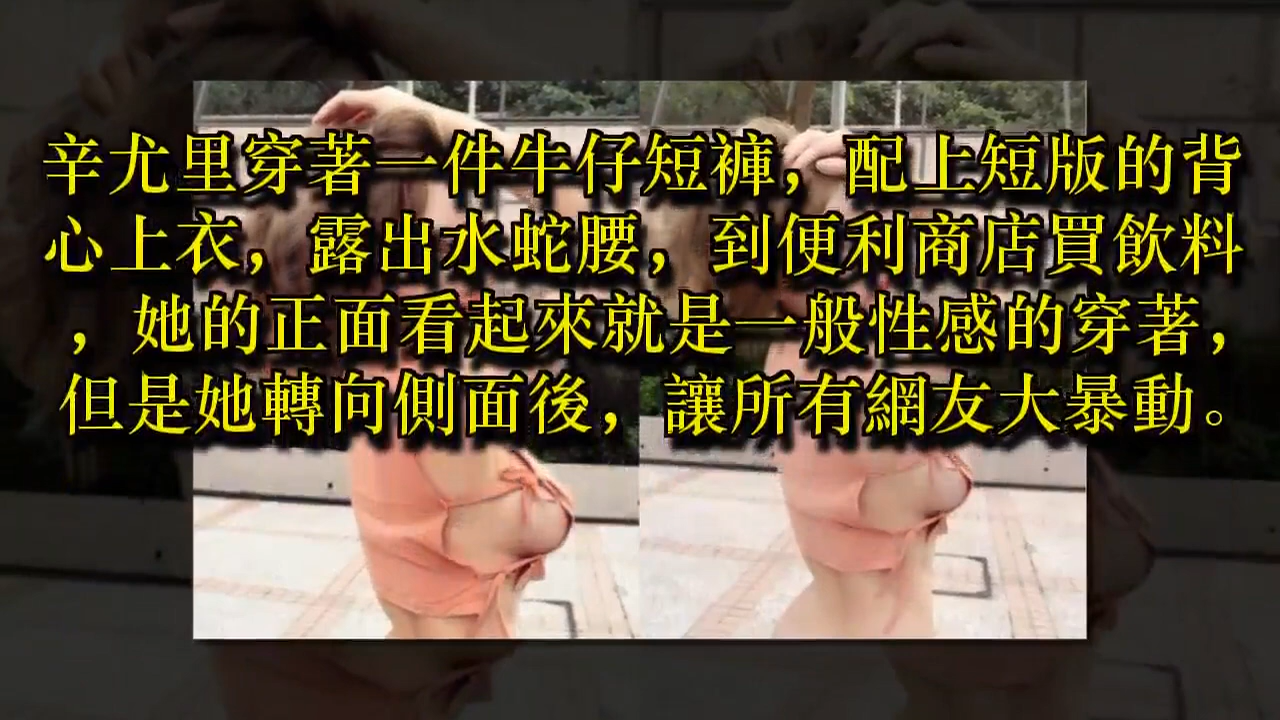 辛尤里穿著一件牛仔短褲，配上短版的背
心上衣，露出水蛇腰，到便利商店買飲料
，她的正面看起來就是一般性感的穿著，
但是她轉向側面後，讓所有網友大暴動。